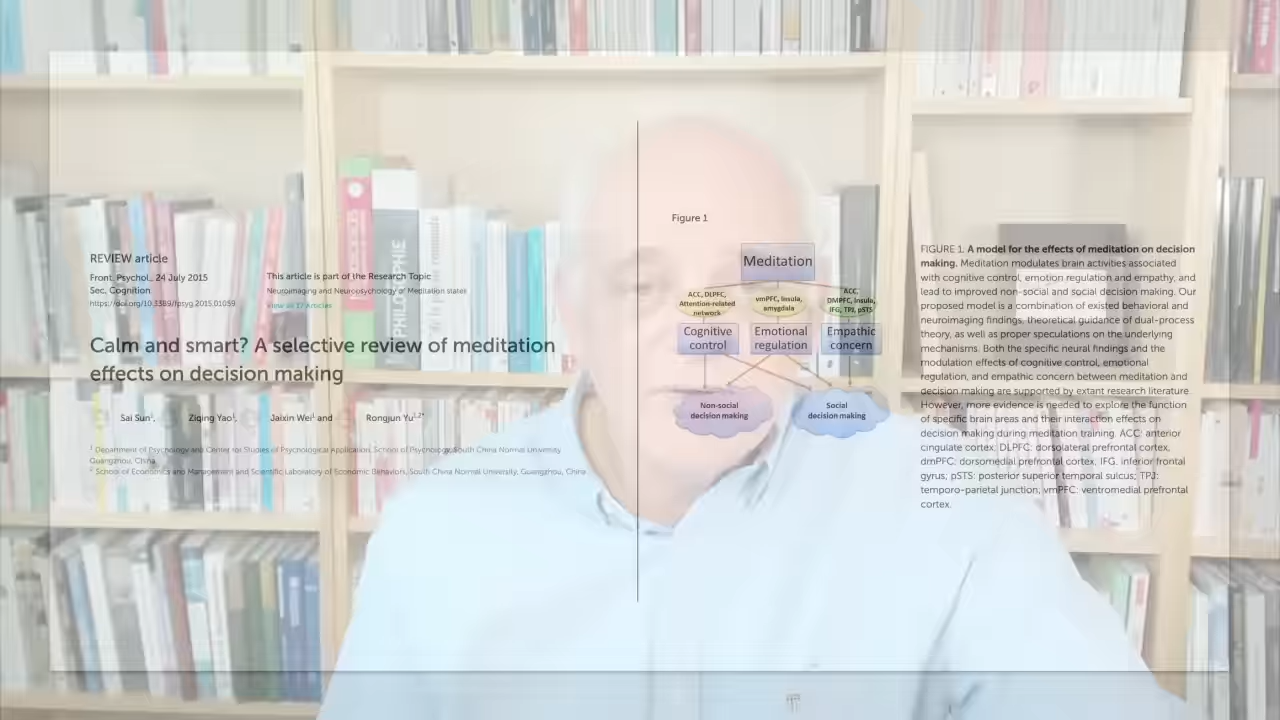 REVIEW article
Front. Psychol., 24 July 2015
Sec. Cognition
https://doi.org/10.3389/fpsyg.2015.01059
This article is part of the Research Topic
Neuroimaging and Neuropsychology of Meditation states
View all 17 Articles
Calm and smart? A selective review of meditation
effects on decision making
Sai Sun1, Ziqing Yao1, Jaixin Wei1 and Rongjun Yu1,2*
1 Department of Psychology and Center for Studies of Psychological Application, School of Psychology, South China Normal University,
Guangzhou, China
2 School of Economics and Management and Scientific Laboratory of Economic Behaviors, South China Normal University, Guangzhou, China
PHILOSOPHIE
Figure 1
Meditation
ACC, DLPFC,
Attention-related
network
vmPFC, Insula,
amygdala
ACC,
DMPFC, Insula,
IFG, TPJ, pSTS
Cognitive
control
Emotional
regulation
Empathic
concern
Non-social
decision making
Social
decision making
FIGURE 1. A model for the effects of meditation on decision
making. Meditation modulates brain activities associated
with cognitive control, emotion regulation and empathy, and
lead to improved non-social and social decision making. Our
proposed model is a combination of existed behavioral and
neuroimaging findings, theoretical guidance of dual-process
theory, as well as proper speculations on the underlying
mechanisms. Both the specific neural findings and the
modulation effects of cognitive control, emotional
regulation, and empathic concern between meditation and
decision making are supported by extant research literature.
However, more evidence is needed to explore the function
of specific brain areas and their interaction effects on
decision making during meditation training. ACC: anterior
cingulate cortex, DLPFC: dorsolateral prefrontal cortex,
dmPFC: dorsomedial prefrontal cortex, IFG, inferior frontal
gyrus; pSTS: posterior superior temporal sulcus; TPJ:
temporo-parietal junction, vmPFC: ventromedial prefrontal
cortex.